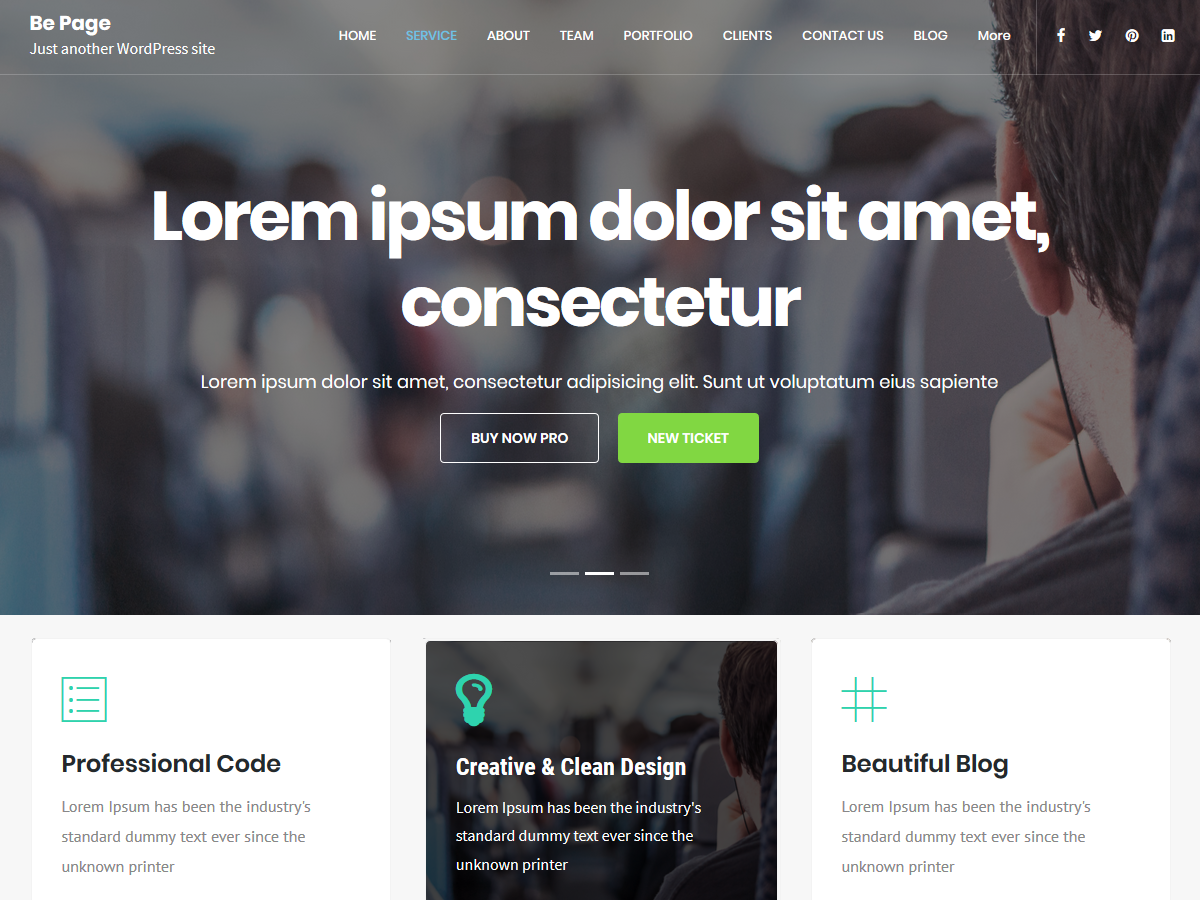 Be Page
Just another WordPress site
HOME SERVICE ABOUT TEAM PORTFOLIO CLIENTS CONTACT US BLOG More
Lorem ipsum dolor sit amet,
consectetur
Lorem ipsum dolor sit amet, consectetur adipisicing elit. Sunt ut voluptatum eius sapiente
BUY NOW PRO
NEW TICKET
Professional Code
Lorem Ipsum has been the industry's
standard dummy text ever since the
unknown printer
Creative & Clean Design
Lorem Ipsum has been the industry's
standard dummy text ever since the
unknown printer
Beautiful Blog
Lorem Ipsum has been the industry's
standard dummy text ever since the
unknown printer